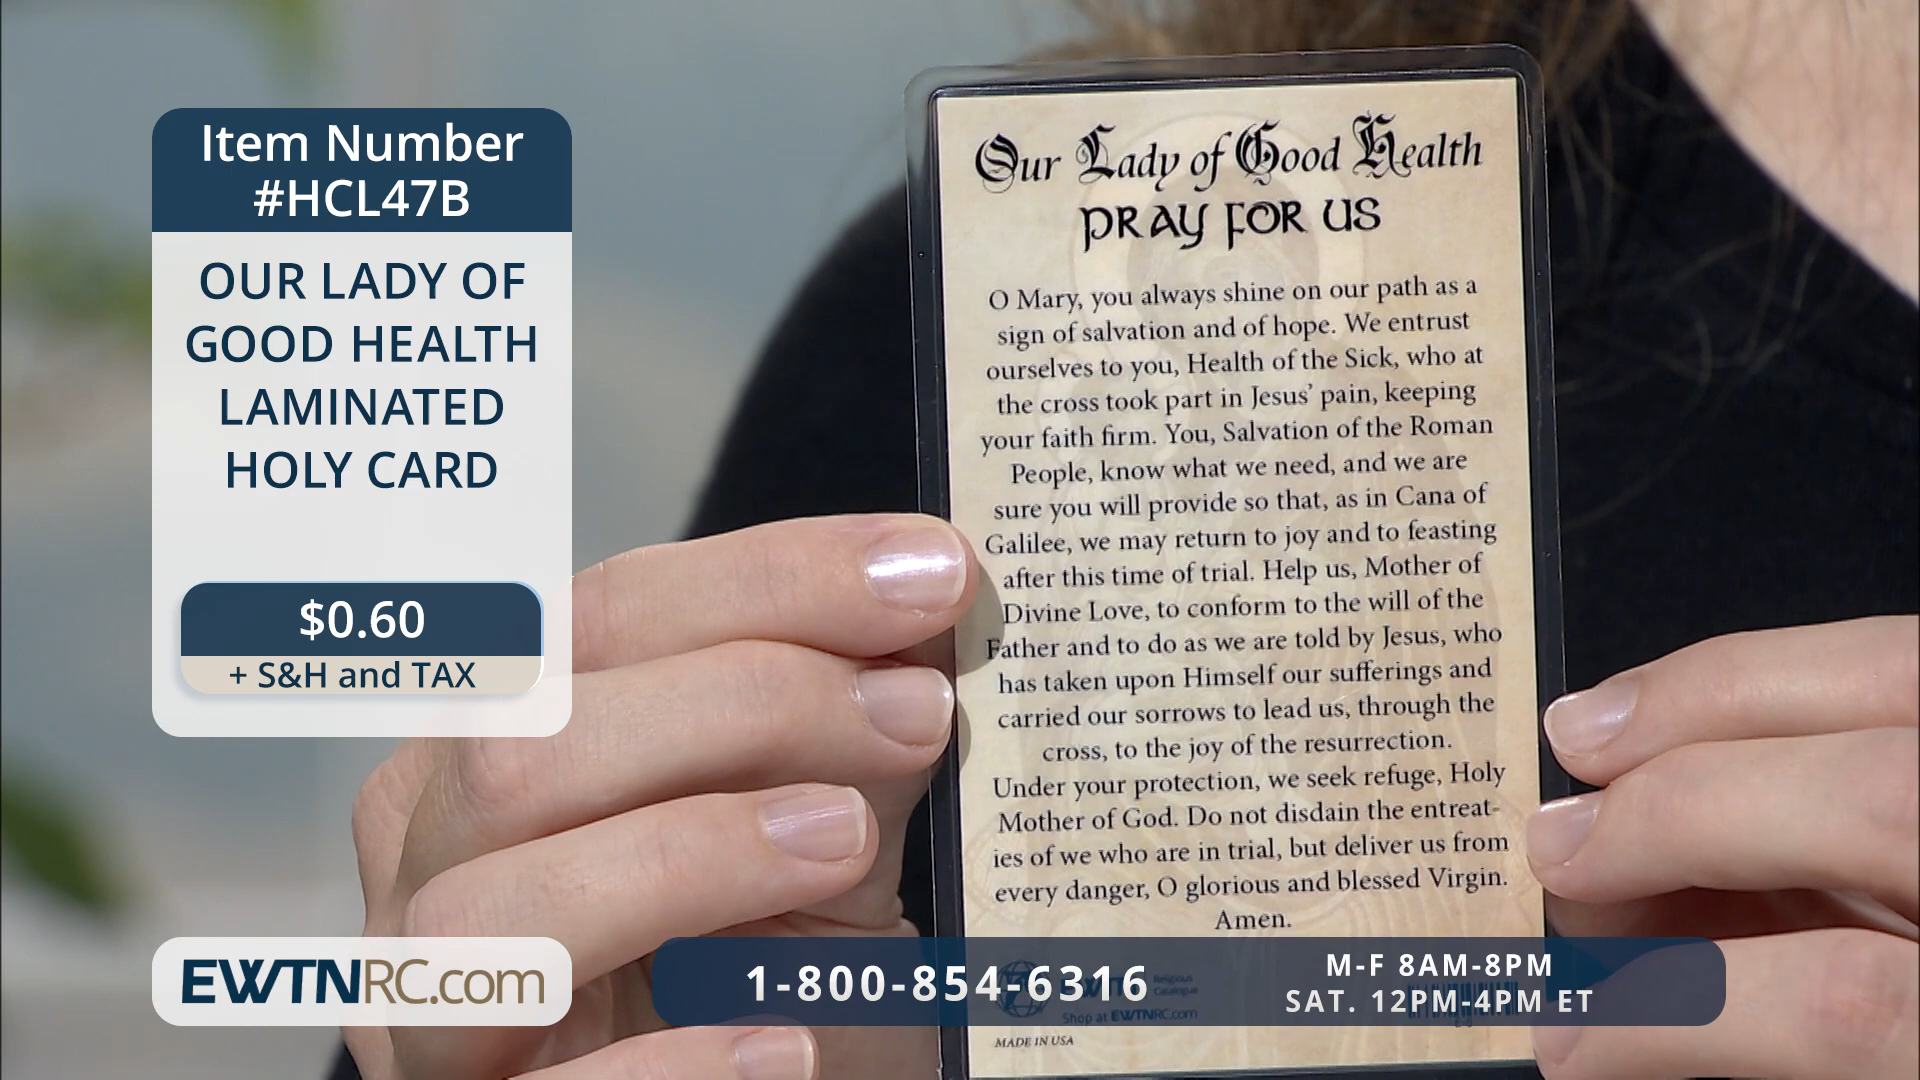 Item Number
#HCL47B
OUR LADY OF
GOOD HEALTH
LAMINATED
HOLY CARD
$0.60
+ S&H and TAX
Our Lady of Good Health
PRAY FOR US
O Mary, you always shine on our path as a
sign of salvation and of hope. We entrust
ourselves to you, Health of the Sick, who at
the cross took part in Jesus' pain, keeping
your faith firm. You, Salvation of the Roman
People, know what we need, and we are
sure you will provide so that, as in Cana of
Galilee, we may return to joy and to feasting
after this time of trial. Help us, Mother of
Divine Love, to conform to the will of the
Father and to do as we are told by Jesus, who
has taken upon Himself our sufferings and
carried our sorrows to lead us, through the
cross, to the joy of the resurrection.
Under your protection, we seek refuge, Holy
Mother of God. Do not disdain the entreat-
ies of we who are in trial, but deliver us from
every danger, O glorious and blessed Virgin.
Amen.
EWTN Religious
Catalogue
Shop at EWTNRC.com
MADE IN USA
EWTNRC.com
1-800-854-6316
M-F 8AM-8PM
SAT. 12PM-4PM ET